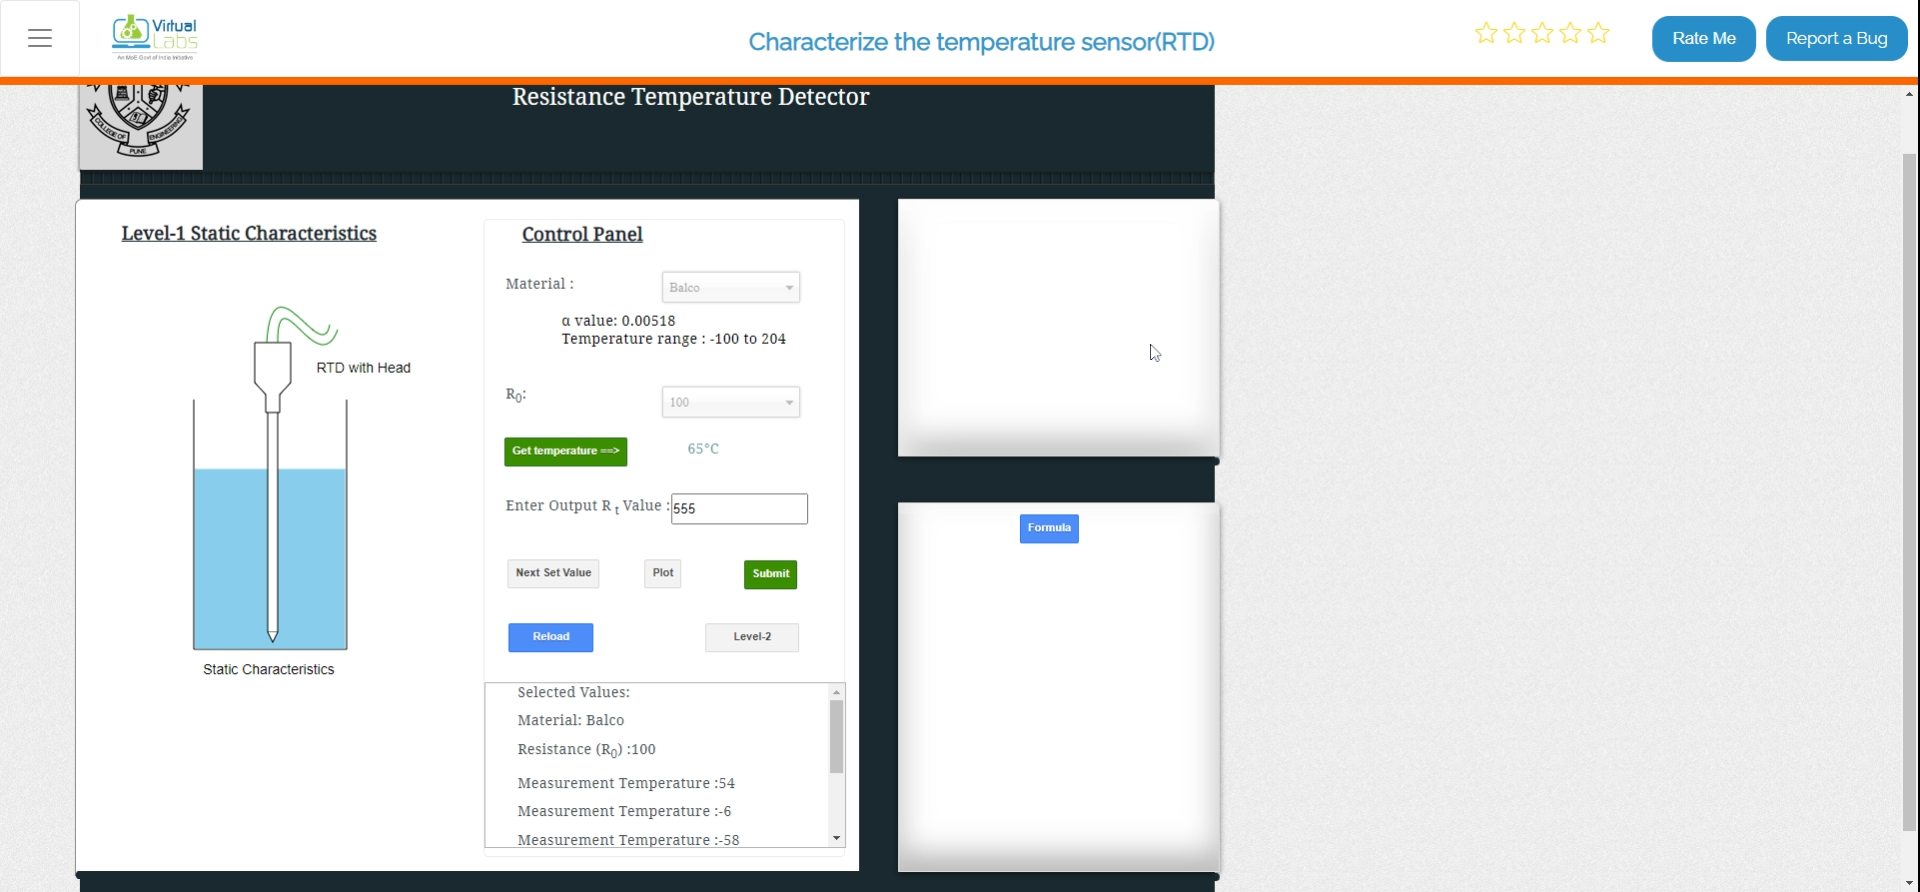 Virtual
Labs
An MoE Govt of India Initiative
Characterize the temperature sensor(RTD)
Rate Me
Report a Bug
COLLEGE OF ENGINEERING
PUNE
Resistance Temperature Detector
Level-1 Static Characteristics
RTD with Head
Static Characteristics
Control Panel
Material :
Balco
α value: 0.00518
Temperature range : -100 to 204
R0:
100
Get temperature ==>
65°C
Enter Output R t Value :
555
Next Set Value
Plot
Submit
Reload
Level-2
Selected Values:
Material: Balco
Resistance (R0) :100
Measurement Temperature :54
Measurement Temperature :-6
Measurement Temperature :-58
Formula